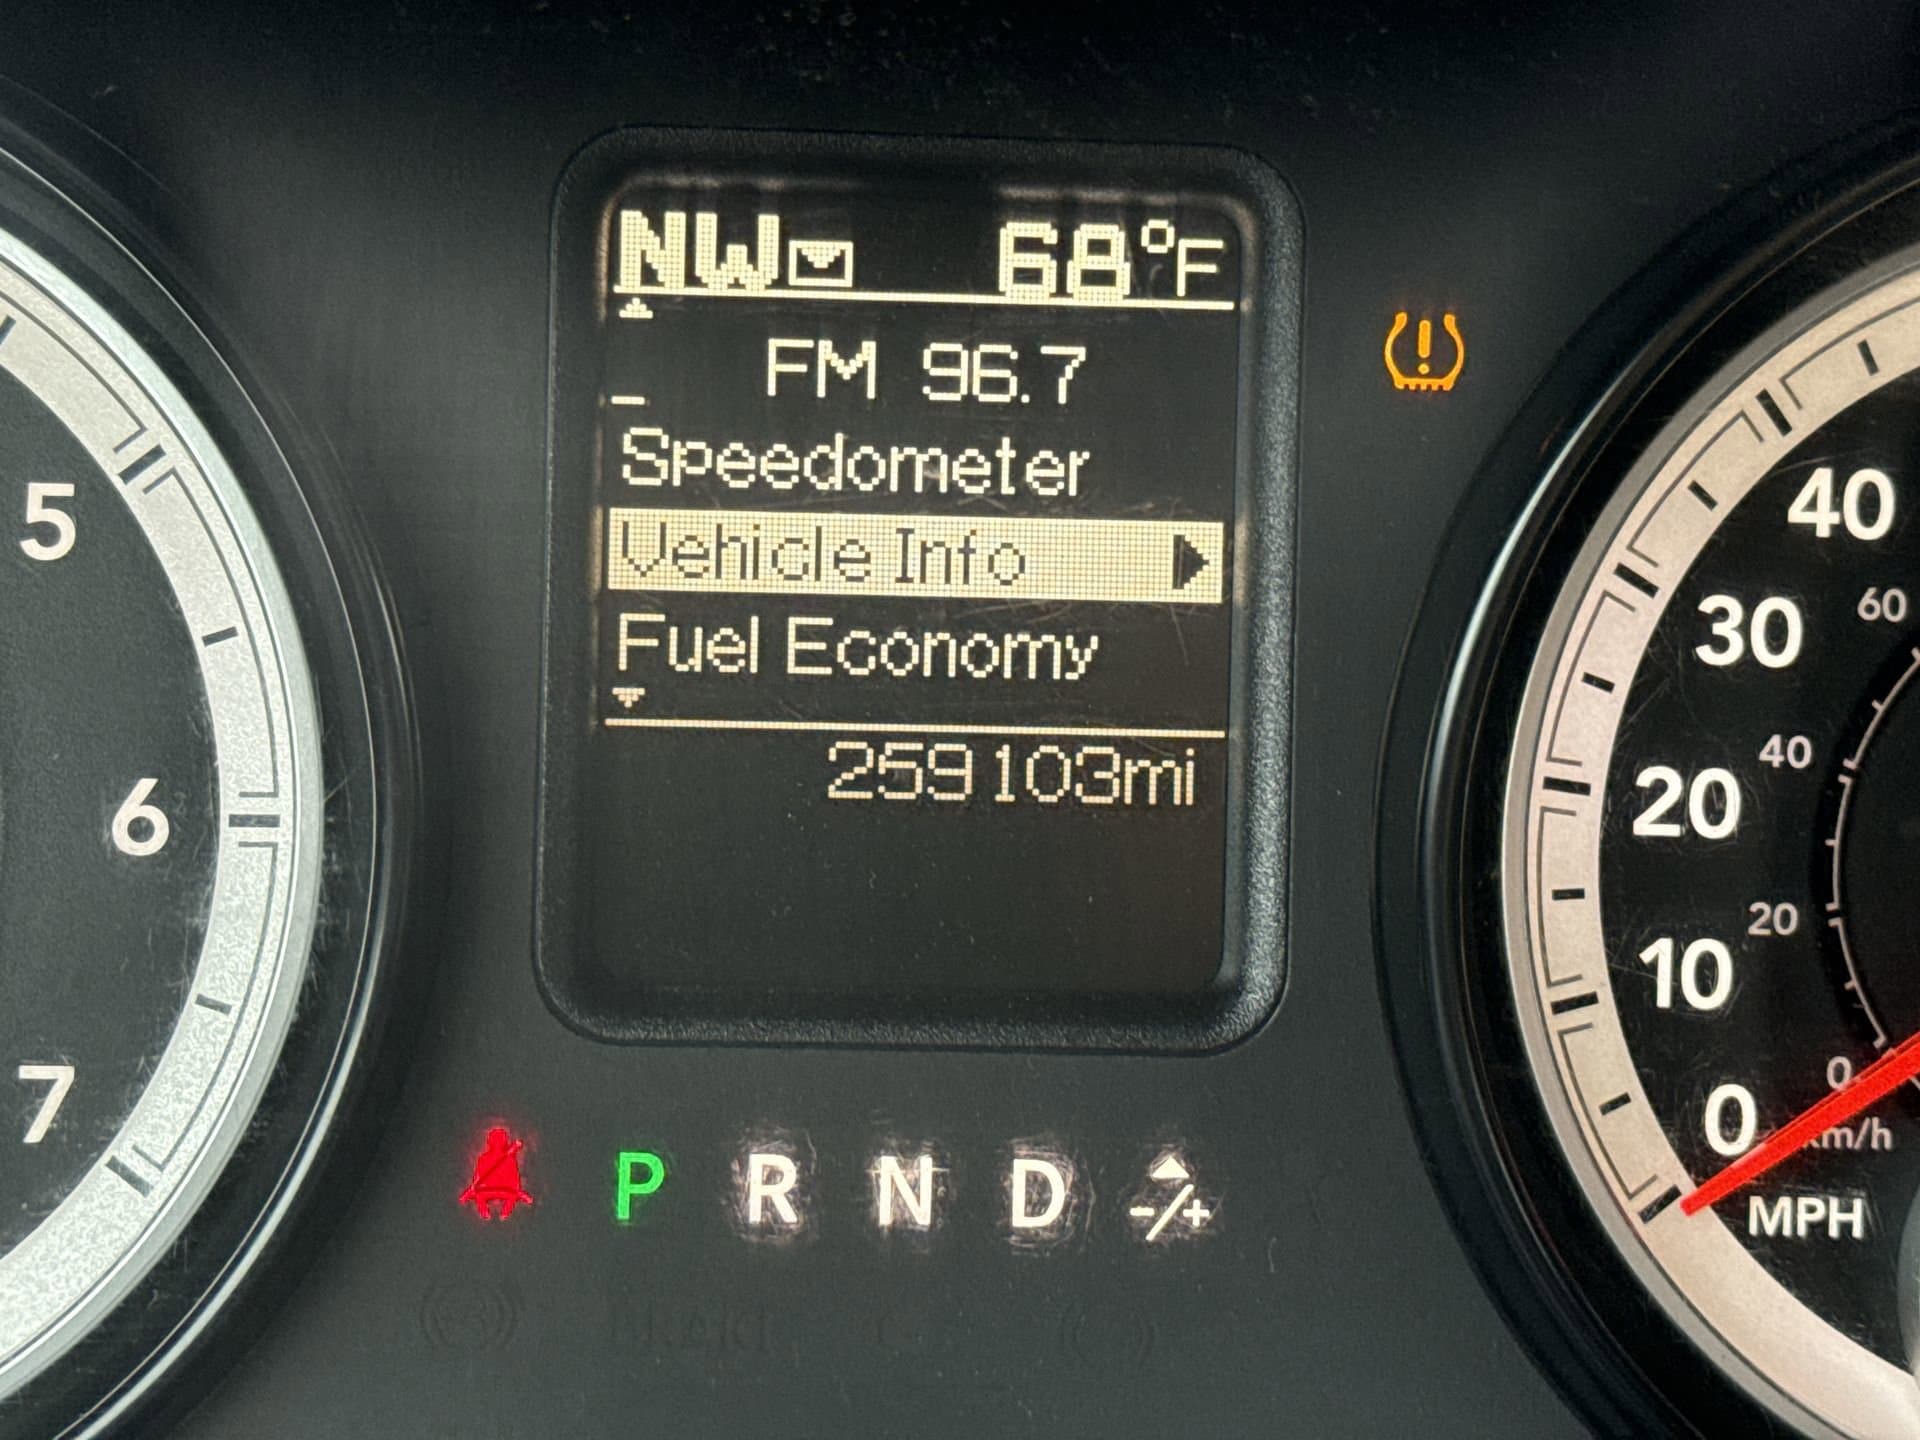 NW 68°F
FM 96.7
Speedometer
Vehicle Info
Fuel Economy
259103mi
5
6
7
P R N D -/+
40
30
20
10
0
MPH
60
40
20
0
km/h